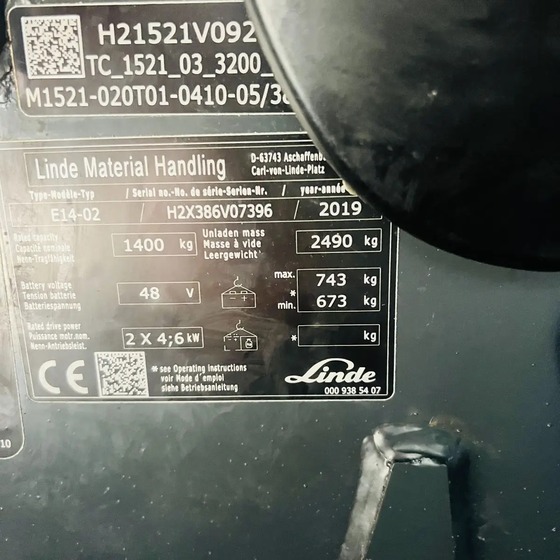 H21521V092
TC_1521_03_3200_
M1521-020T01-0410-05/38
Linde Material Handling
D-63743 Aschaffenbu
Carl-von-Linde-Platz
Type-Modèle-Typ / Serial no.-No. de série-Serien-Nr. / year-année
E14-02 / H2X386V07396 / 2019
Rated capacity
Capacité nominale
Nenn-Tragfähigkeit
1400 kg
Unladen mass
Masse à vide
Leergewicht
2490 kg
Battery voltage
Tension batterie
Batteriespannung
48 V
max. 743 kg
*
min. 673 kg
Rated drive power
Puissance motr.nom.
Nenn-Antriebsleist.
2 X 4;6 kW
* kg
CE
* see Operating instructions
voir Mode d'emploi
siehe Betriebsanleitung
Linde
000 938 54 07
10